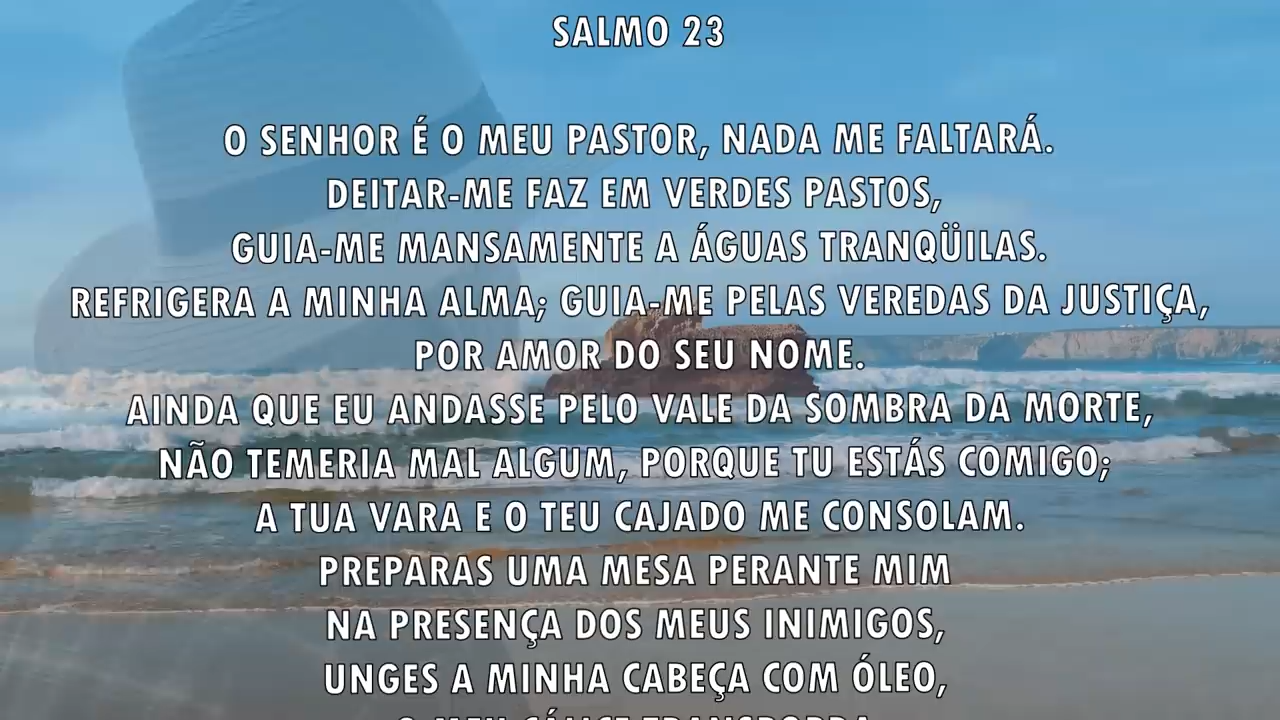 SALMO 23
O SENHOR É O MEU PASTOR, NADA ME FALTARÁ.
DEITAR-ME FAZ EM VERDES PASTOS,
GUIA-ME MANSAMENTE A ÁGUAS TRANQÜILAS.
REFRIGERA A MINHA ALMA; GUIA-ME PELAS VEREDAS DA JUSTIÇA,
POR AMOR DO SEU NOME.
AINDA QUE EU ANDASSE PELO VALE DA SOMBRA DA MORTE,
NÃO TEMERIA MAL ALGUM, PORQUE TU ESTÁS COMIGO;
A TUA VARA E O TEU CAJADO ME CONSOLAM.
PREPARAS UMA MESA PERANTE MIM
NA PRESENÇA DOS MEUS INIMIGOS,
UNGES A MINHA CABEÇA COM ÓLEO,